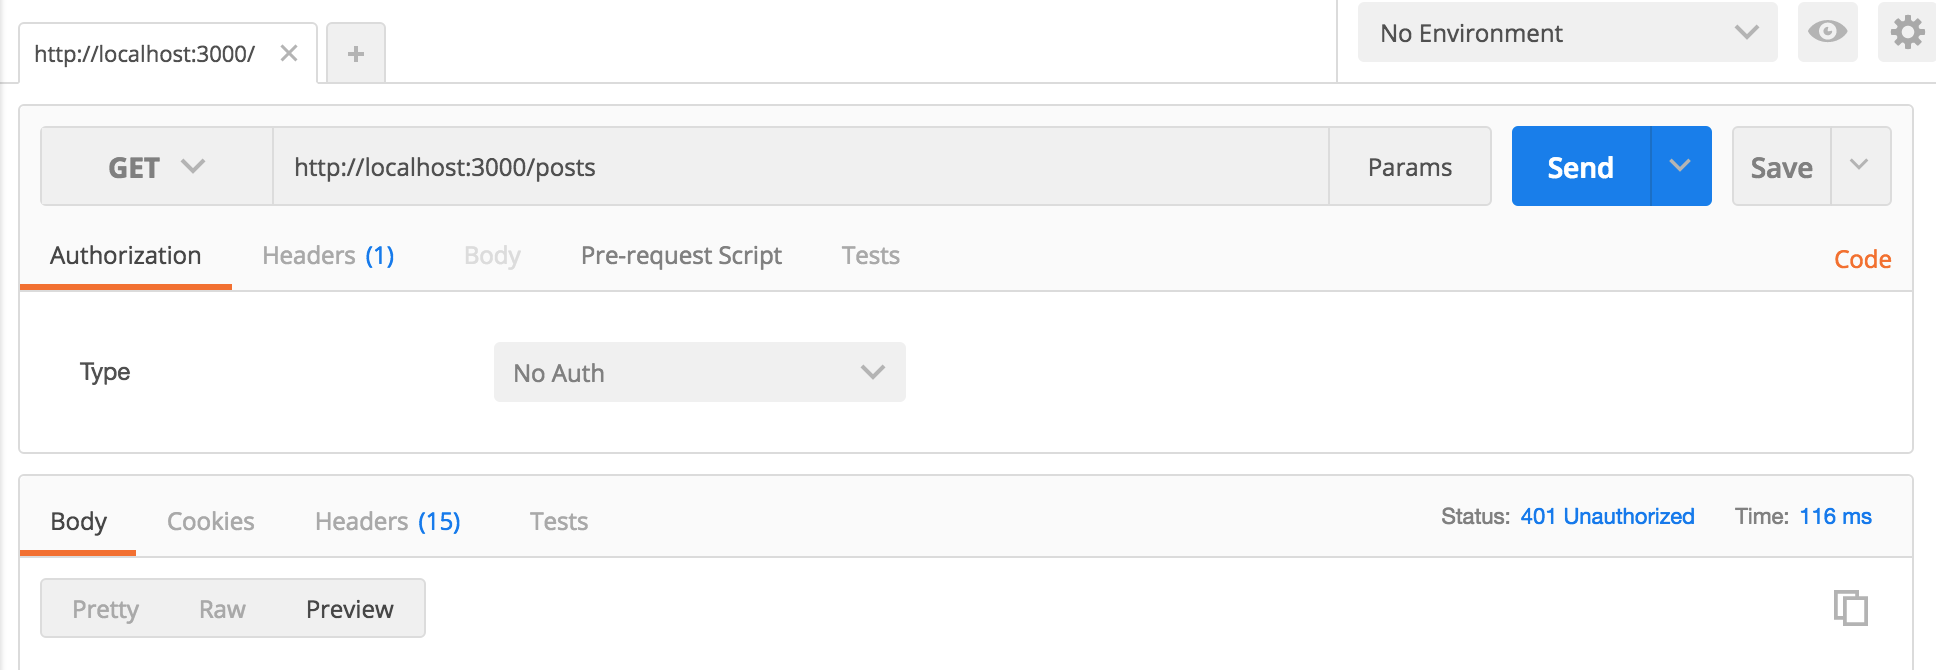 http://localhost:3000/
No Environment
GET http://localhost:3000/posts Params Send Save
Authorization Headers (1) Body Pre-request Script Tests Code
Type No Auth
Body Cookies Headers (15) Tests Status: 401 Unauthorized Time: 116 ms
Pretty Raw Preview